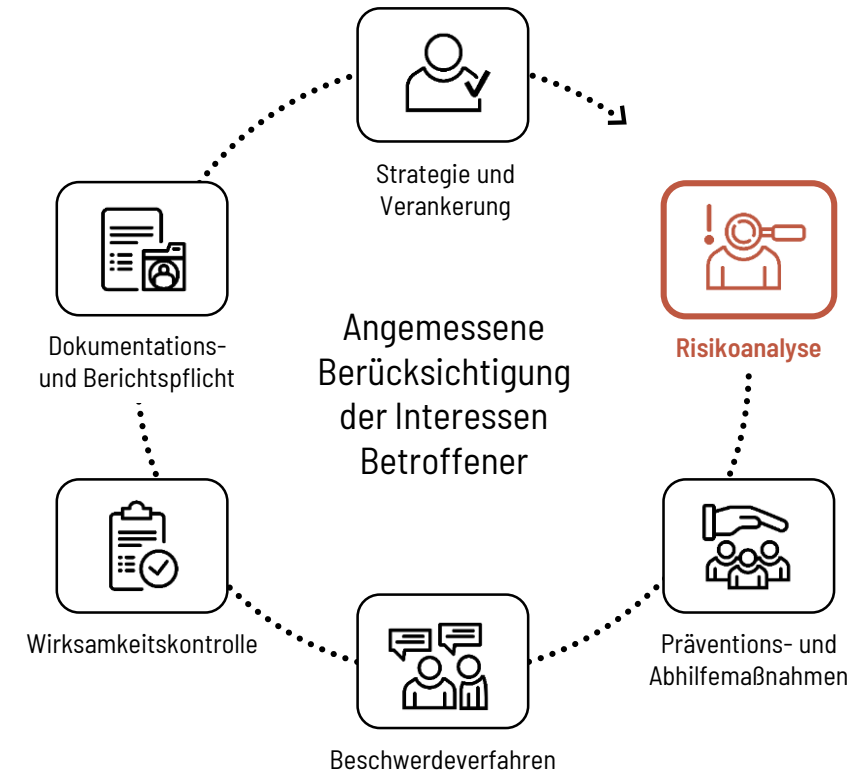 Strategie und
Verankerung
Risikoanalyse
Dokumentations-
und Berichtspflicht
Angemessene
Berücksichtigung
der Interessen
Betroffener
Wirksamkeitskontrolle
Präventions- und
Abhilfemaßnahmen
Beschwerdeverfahren